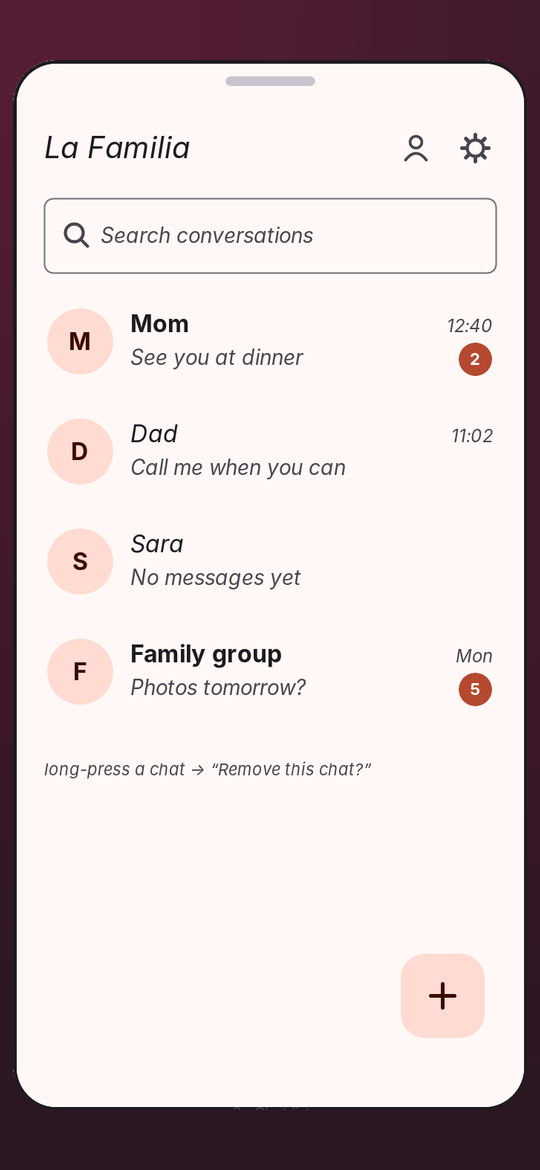 La Familia
Search conversations
M
Mom
12:40
See you at dinner
2
D
Dad
11:02
Call me when you can
S
Sara
No messages yet
F
Family group
Mon
Photos tomorrow?
5
long-press a chat → “Remove this chat?”